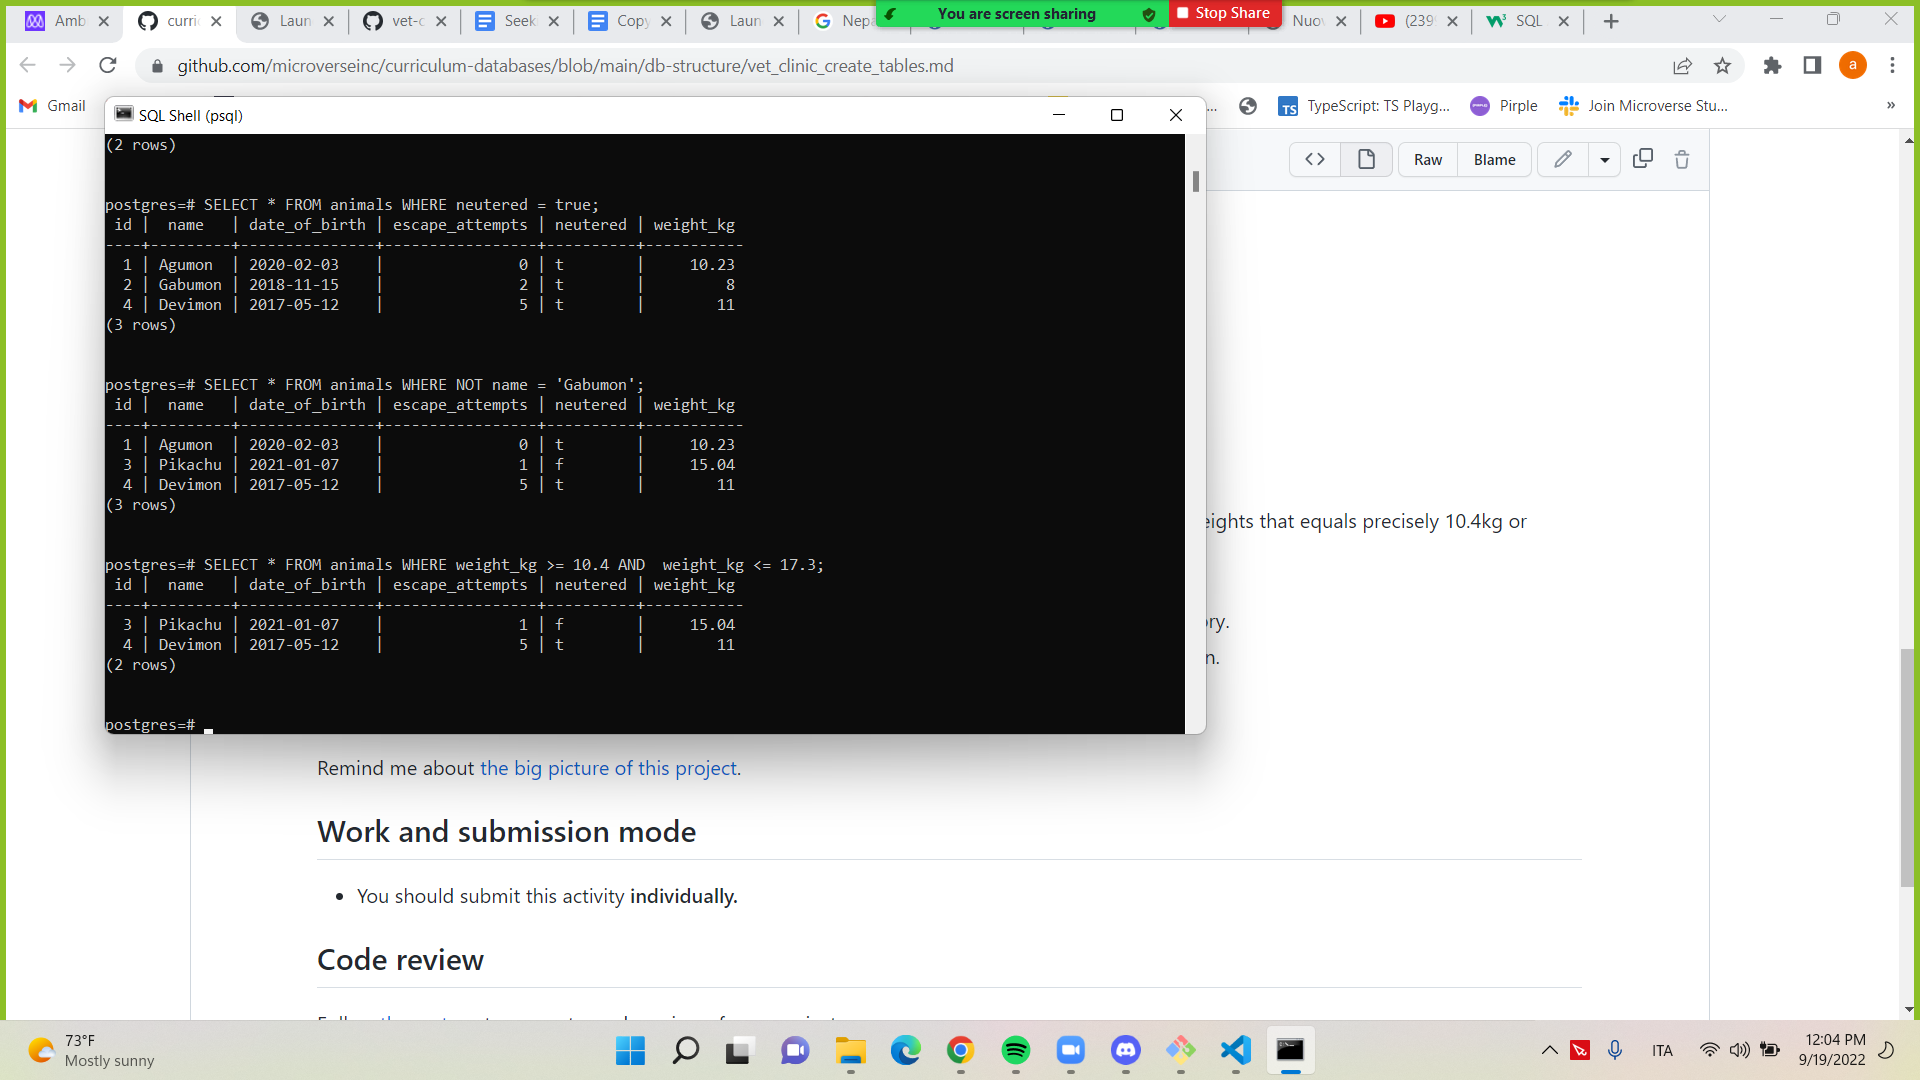 Amb
curri
Laun
vet-c
Seek
Copy
Laun
Nepa
You are screen sharing
Stop Share
Nuov
(239
SQL
github.com/microverseinc/curriculum-databases/blob/main/db-structure/vet_clinic_create_tables.md
a
Gmail
TypeScript: TS Playg...
Pirple
Join Microverse Stu...
»
SQL Shell (psql)
Raw
Blame
(2 rows)
postgres=# SELECT * FROM animals WHERE neutered = true;
 id |  name   | date_of_birth | escape_attempts | neutered | weight_kg
----+---------+---------------+-----------------+----------+-----------
  1 | Agumon  | 2020-02-03    |               0 | t        |     10.23
  2 | Gabumon | 2018-11-15    |               2 | t        |         8
  4 | Devimon | 2017-05-12    |               5 | t        |        11
(3 rows)
postgres=# SELECT * FROM animals WHERE NOT name = 'Gabumon';
 id |  name   | date_of_birth | escape_attempts | neutered | weight_kg
----+---------+---------------+-----------------+----------+-----------
  1 | Agumon  | 2020-02-03    |               0 | t        |     10.23
  3 | Pikachu | 2021-01-07    |               1 | f        |     15.04
  4 | Devimon | 2017-05-12    |               5 | t        |        11
(3 rows)
postgres=# SELECT * FROM animals WHERE weight_kg >= 10.4 AND  weight_kg <= 17.3;
 id |  name   | date_of_birth | escape_attempts | neutered | weight_kg
----+---------+---------------+-----------------+----------+-----------
  3 | Pikachu | 2021-01-07    |               1 | f        |     15.04
  4 | Devimon | 2017-05-12    |               5 | t        |        11
(2 rows)
postgres=#
eights that equals precisely 10.4kg or
ory.
n.
Remind me about the big picture of this project.
Work and submission mode
• You should submit this activity individually.
Code review
73°F
Mostly sunny
ITA
12:04 PM
9/19/2022